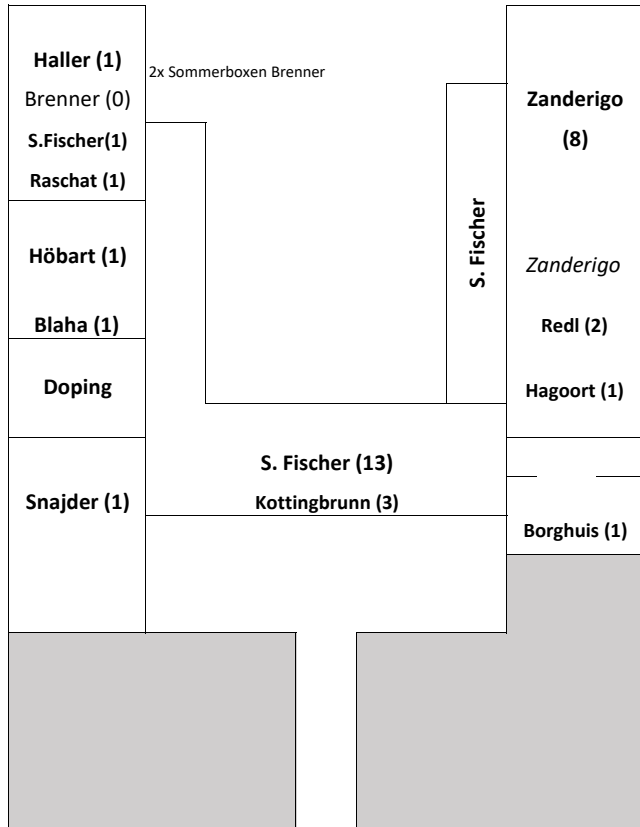 Haller (1)
2x Sommerboxen Brenner
Brenner (0)
S.Fischer(1)
Raschat (1)
Höbart (1)
Blaha (1)
Doping
Snajder (1)
S. Fischer (13)
Kottingbrunn (3)
S. Fischer
Zanderigo
(8)
Zanderigo
Redl (2)
Hagoort (1)
Borghuis (1)